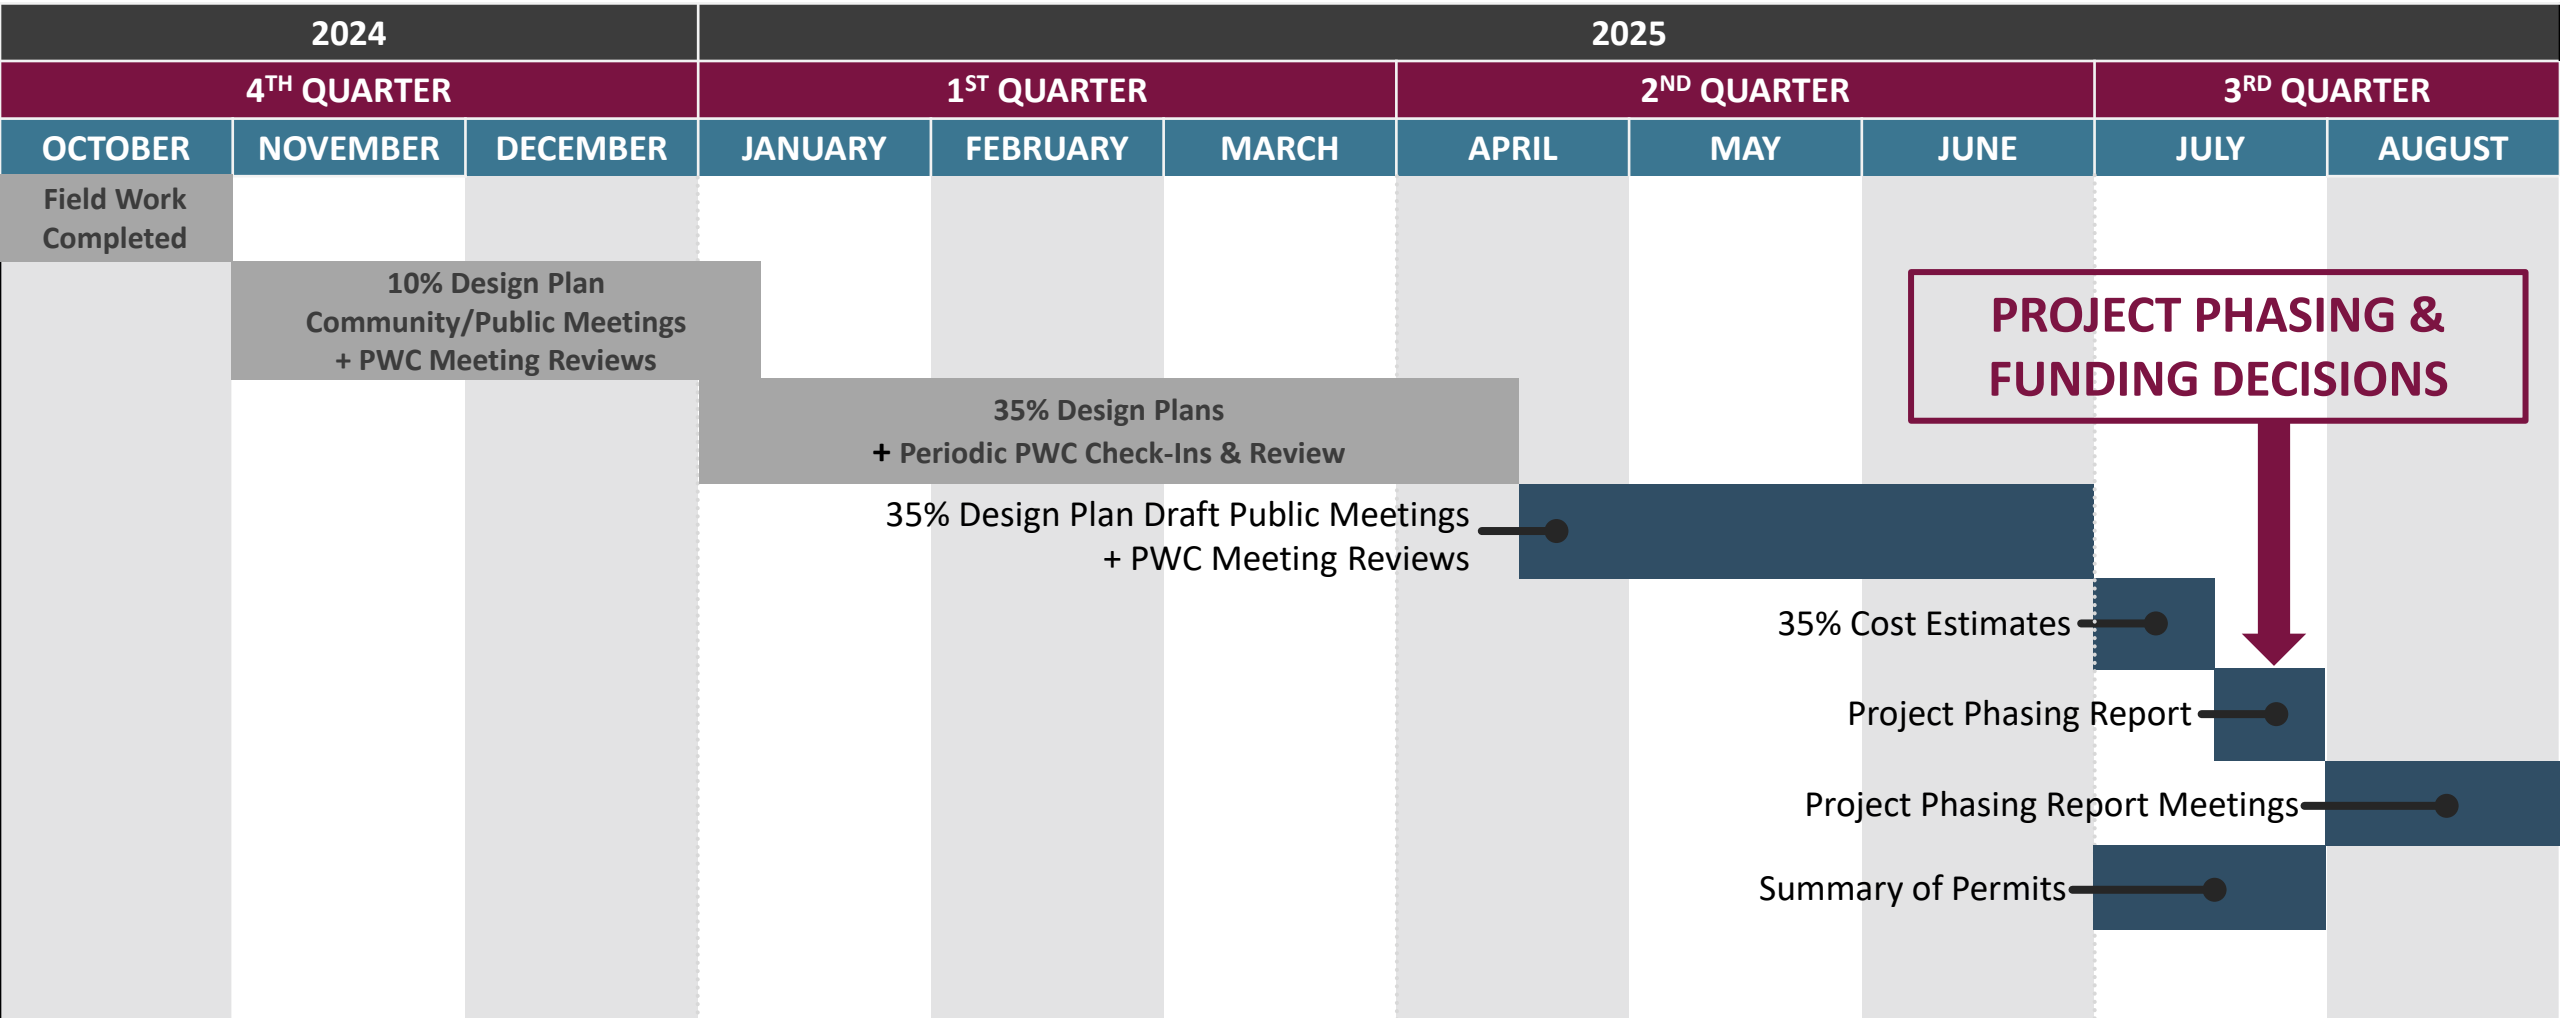 2024
2025
4TH QUARTER
1ST QUARTER
2ND QUARTER
3RD QUARTER
OCTOBER
NOVEMBER
DECEMBER
JANUARY
FEBRUARY
MARCH
APRIL
MAY
JUNE
JULY
AUGUST
Field Work
Completed
10% Design Plan
Community/Public Meetings
+ PWC Meeting Reviews
PROJECT PHASING &
FUNDING DECISIONS
35% Design Plans
+ Periodic PWC Check-Ins & Review
35% Design Plan Draft Public Meetings
+ PWC Meeting Reviews
35% Cost Estimates
Project Phasing Report
Project Phasing Report Meetings
Summary of Permits